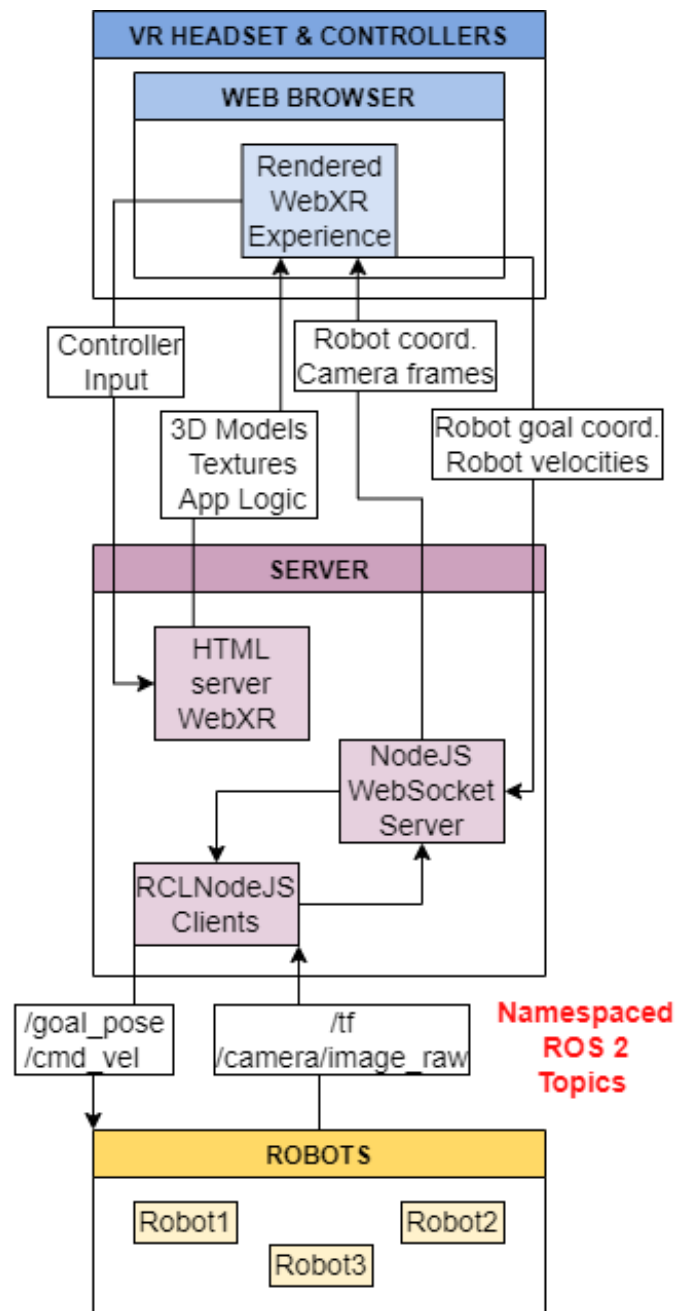 VR HEADSET & CONTROLLERS
WEB BROWSER
Rendered
WebXR
Experience
Controller
Input
Robot coord.
Camera frames
3D Models
Textures
App Logic
Robot goal coord.
Robot velocities
SERVER
HTML
server
WebXR
NodeJS
WebSocket
Server
RCLNodeJS
Clients
/goal_pose
/cmd_vel
/tf
/camera/image_raw
Namespaced
ROS 2
Topics
ROBOTS
Robot1
Robot2
Robot3